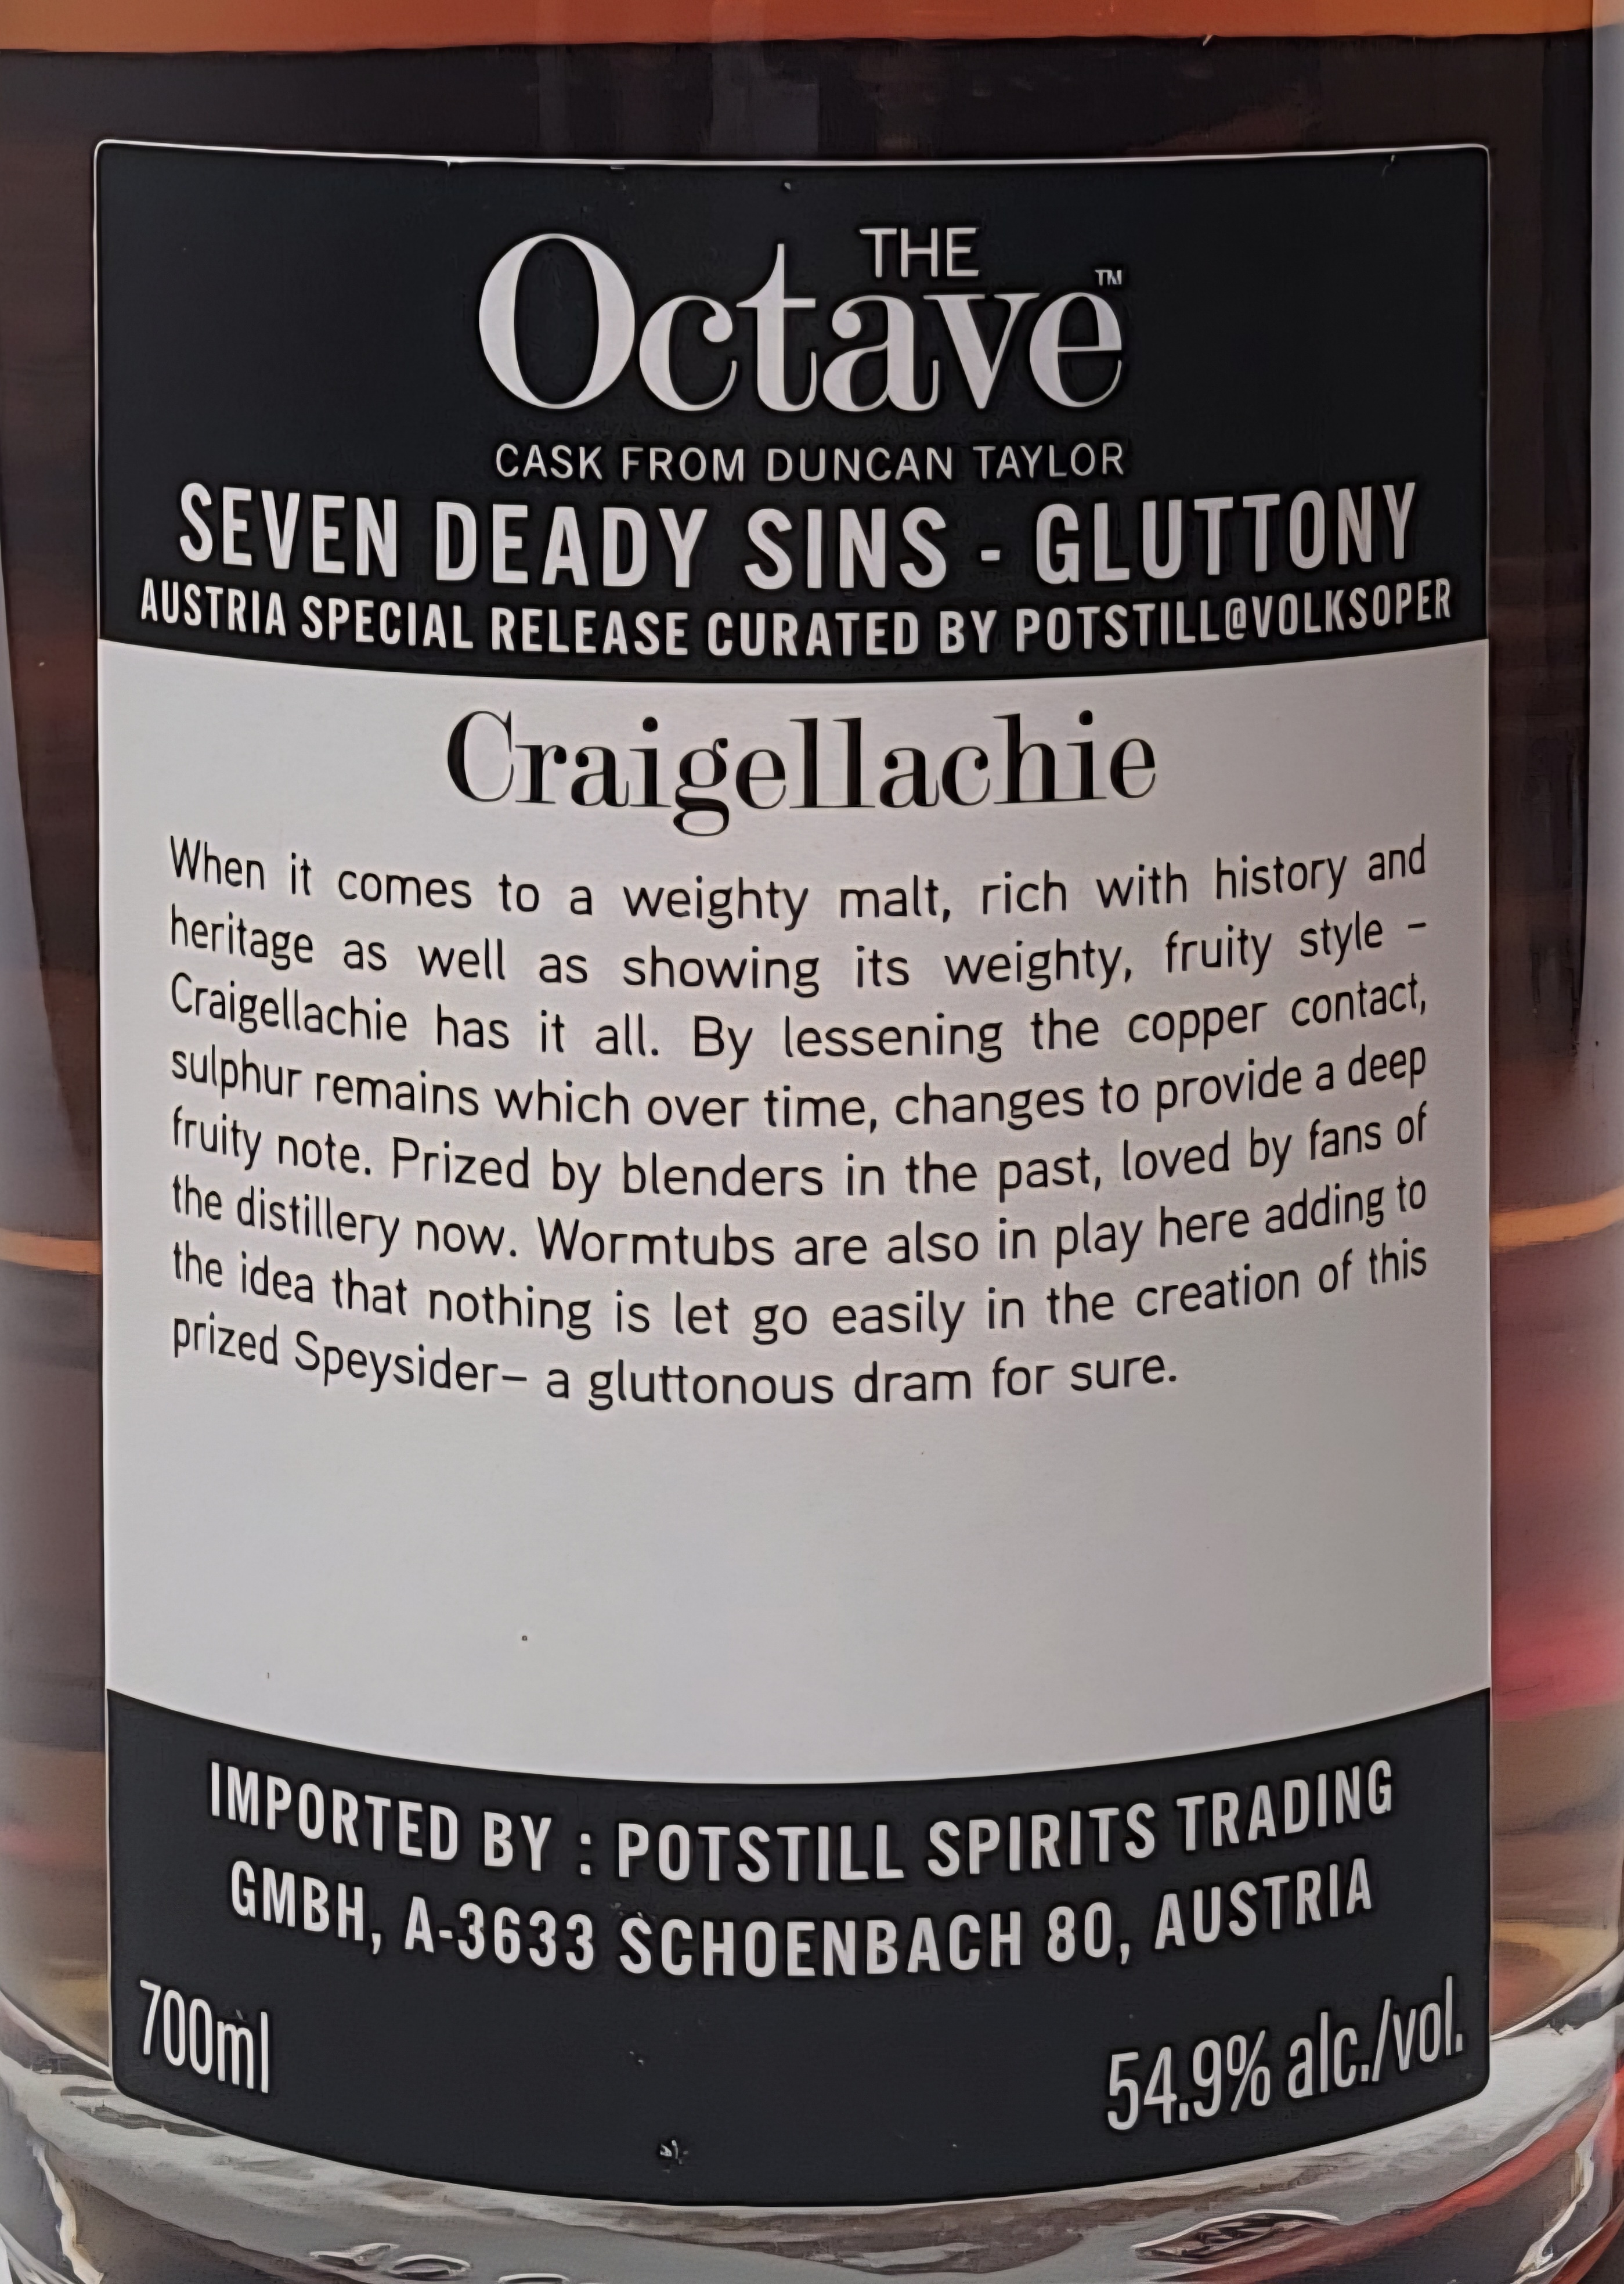 THE
Octave™
CASK FROM DUNCAN TAYLOR
SEVEN DEADY SINS - GLUTTONY
AUSTRIA SPECIAL RELEASE CURATED BY POTSTILL@VOLKSOPER
Craigellachie
When it comes to a weighty malt, rich with history and
heritage as well as showing its weighty, fruity style –
Craigellachie has it all. By lessening the copper contact,
sulphur remains which over time, changes to provide a deep
fruity note. Prized by blenders in the past, loved by fans of
the distillery now. Wormtubs are also in play here adding to
the idea that nothing is let go easily in the creation of this
prized Speysider– a gluttonous dram for sure.
IMPORTED BY : POTSTILL SPIRITS TRADING
GMBH, A-3633 SCHOENBACH 80, AUSTRIA
700ml
54.9% alc./vol.